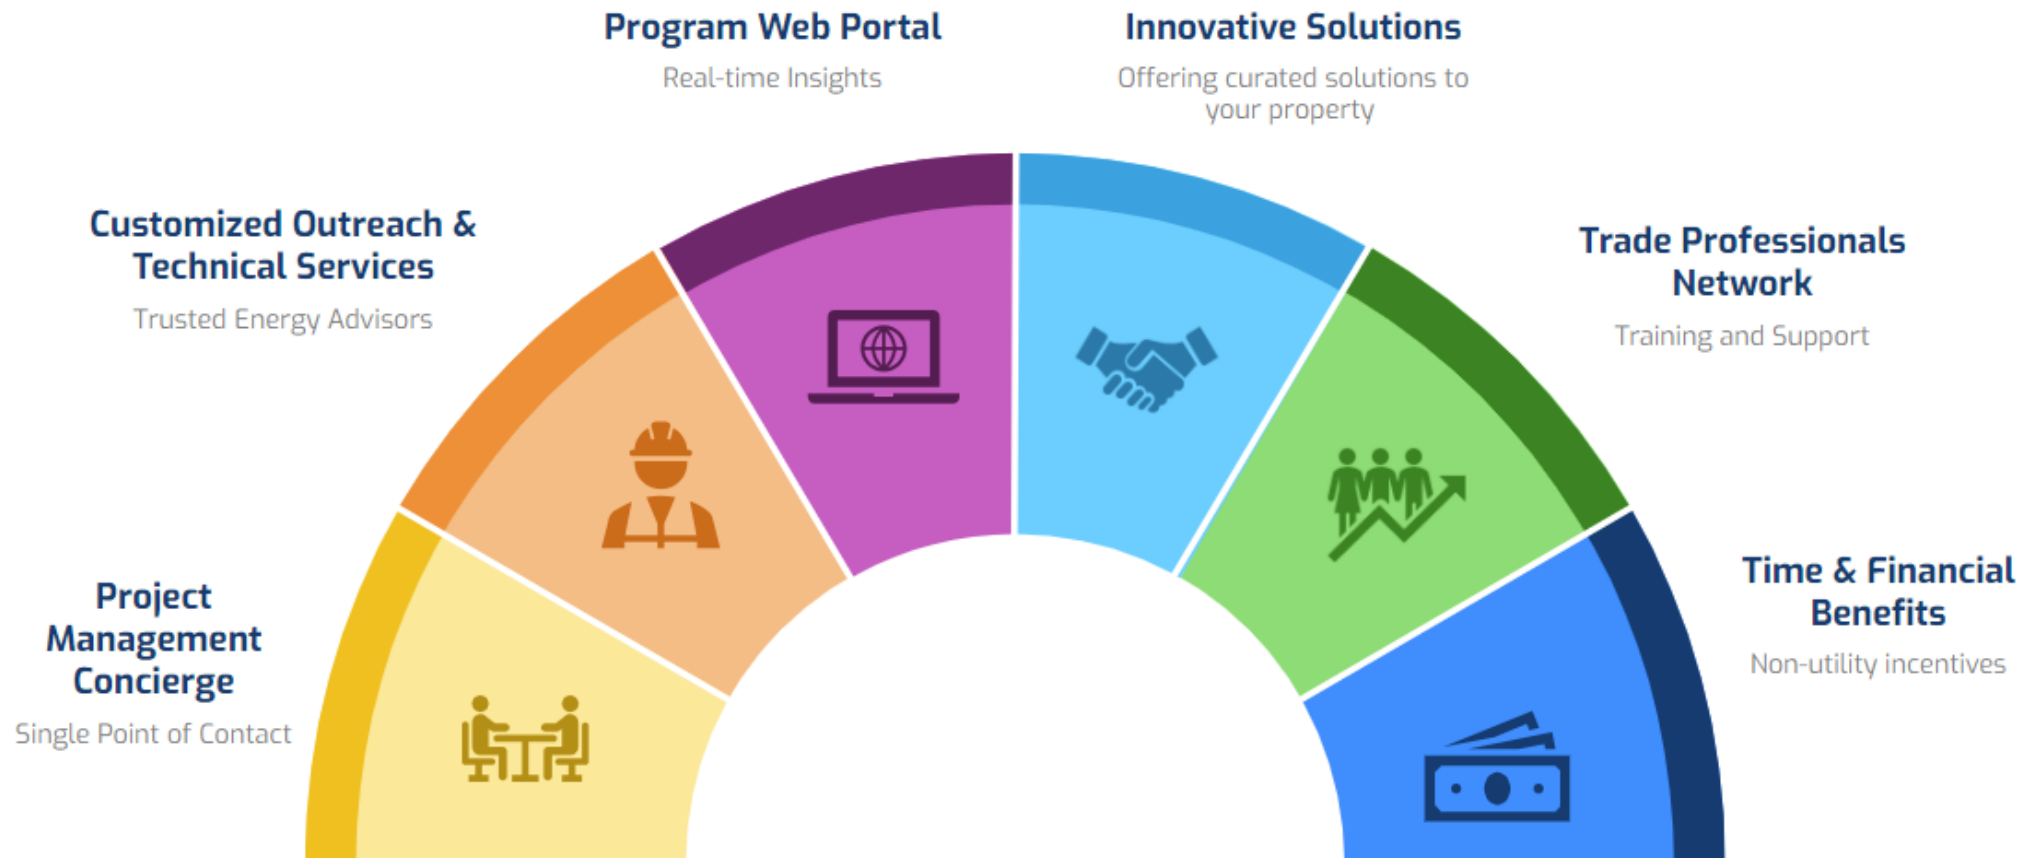 Program Web Portal
Real-time Insights
Innovative Solutions
Offering curated solutions to
your property
Customized Outreach &
Technical Services
Trusted Energy Advisors
Trade Professionals
Network
Training and Support
Project
Management
Concierge
Single Point of Contact
Time & Financial
Benefits
Non-utility incentives